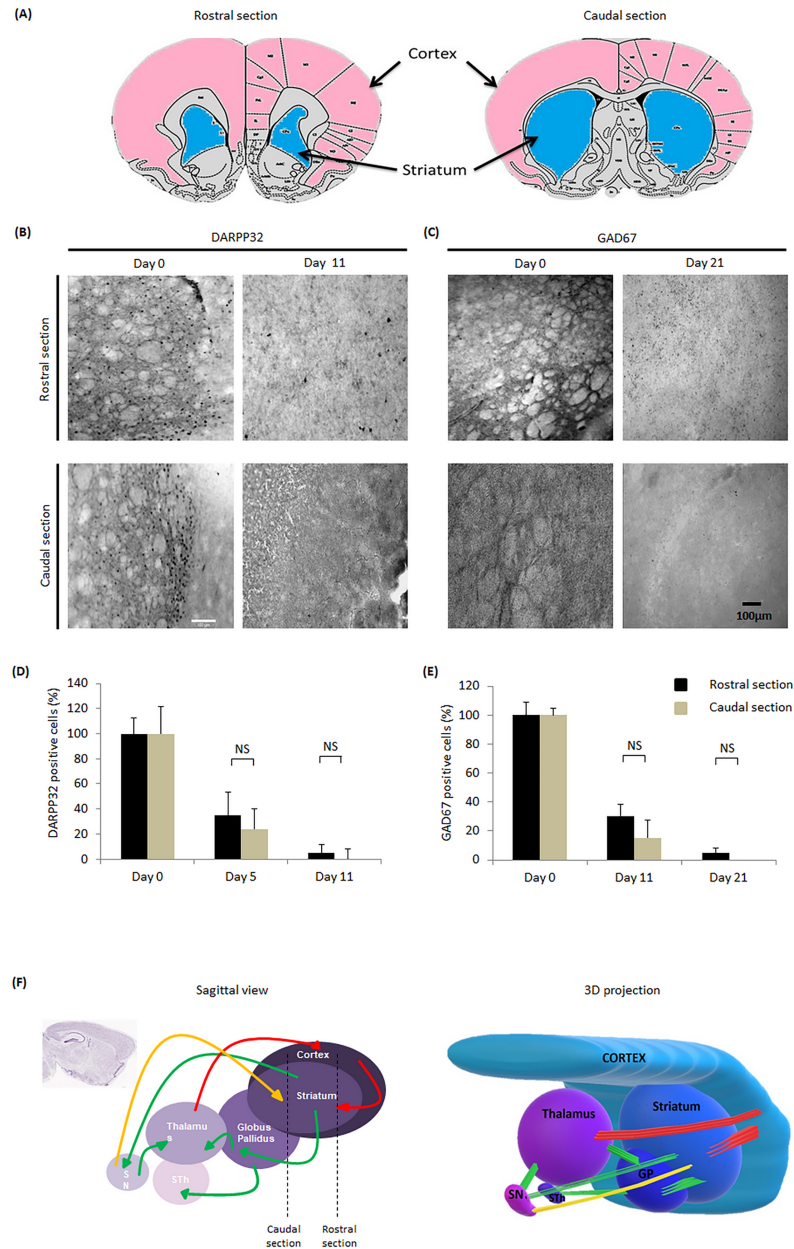 (A)
Rostral section
Caudal section
Cortex
Striatum
(B)
DARPP32
(C)
GAD67
Day 0
Day 11
Day 0
Day 21
Rostral section
Caudal section
100µm
(D)
DARPP32 positive cells (%)
140
120
100
80
60
40
20
0
NS
NS
Day 0
Day 5
Day 11
(E)
GAD67 positive cells (%)
120
100
80
60
40
20
0
NS
NS
Day 0
Day 11
Day 21
Rostral section
Caudal section
(F)
Sagittal view
3D projection
Cortex
Striatum
Thalamu
s
Globus
Pallidus
S
N
STh
Caudal
section
Rostral
section
CORTEX
Thalamus
Striatum
GP
SN
STh